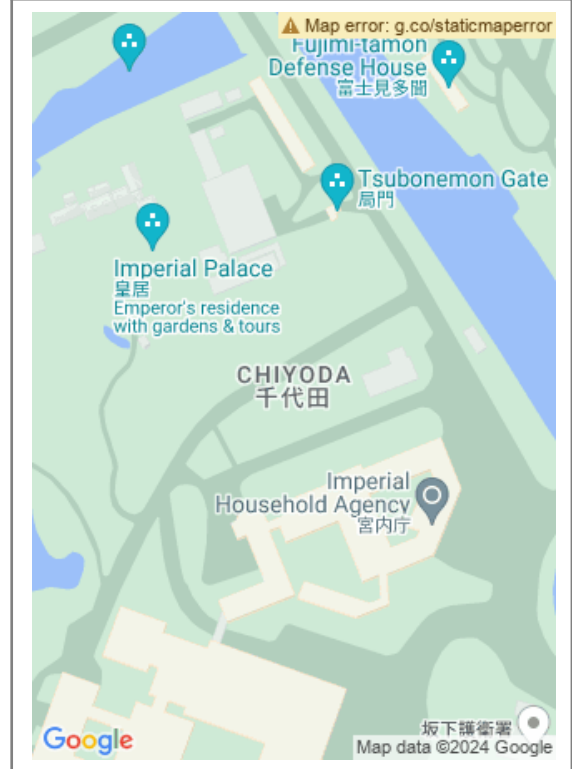 Map error: g.co/staticmaperror
Fujimi-tamon
Defense House
富士見多聞
Tsubonemon Gate
局門
Imperial Palace
皇居
Emperor's residence
with gardens & tours
CHIYODA
千代田
Imperial
Household Agency
宮内庁
坂下護衛署
Google
Map data ©2024 Google